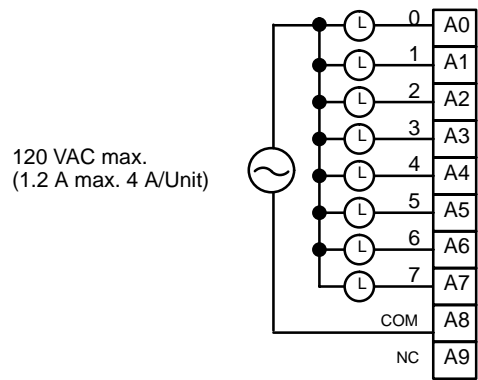 L 0 A0
L 1 A1
L 2 A2
L 3 A3
120 VAC max.
(1.2 A max. 4 A/Unit)
L 4 A4
L 5 A5
L 6 A6
L 7 A7
COM A8
NC A9